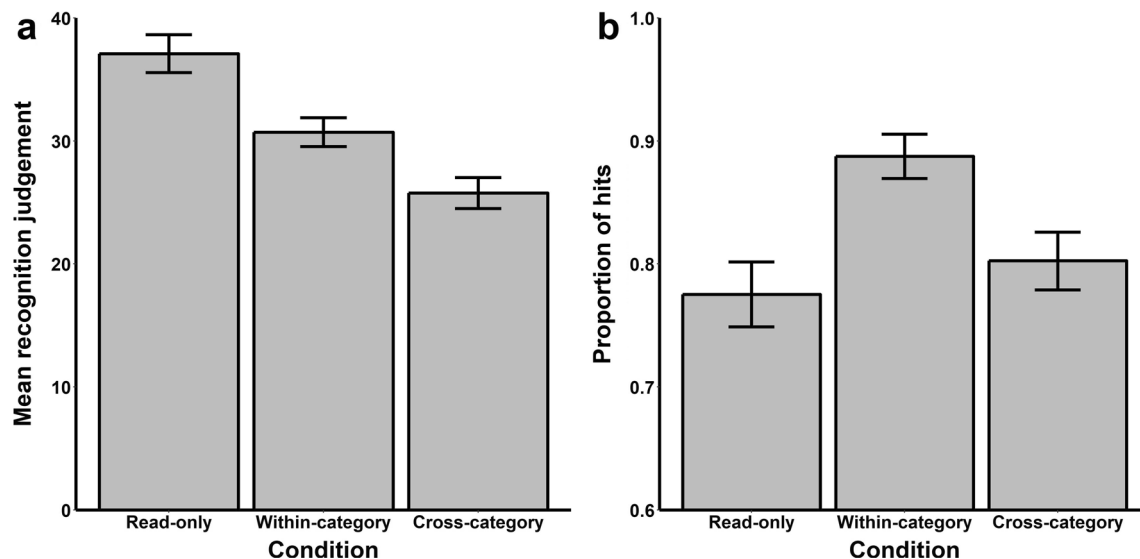 a
Mean recognition judgement
40
30
20
10
0
Read-only Within-category Cross-category
Condition
b
Proportion of hits
1.0
0.9
0.8
0.7
0.6
Read-only Within-category Cross-category
Condition